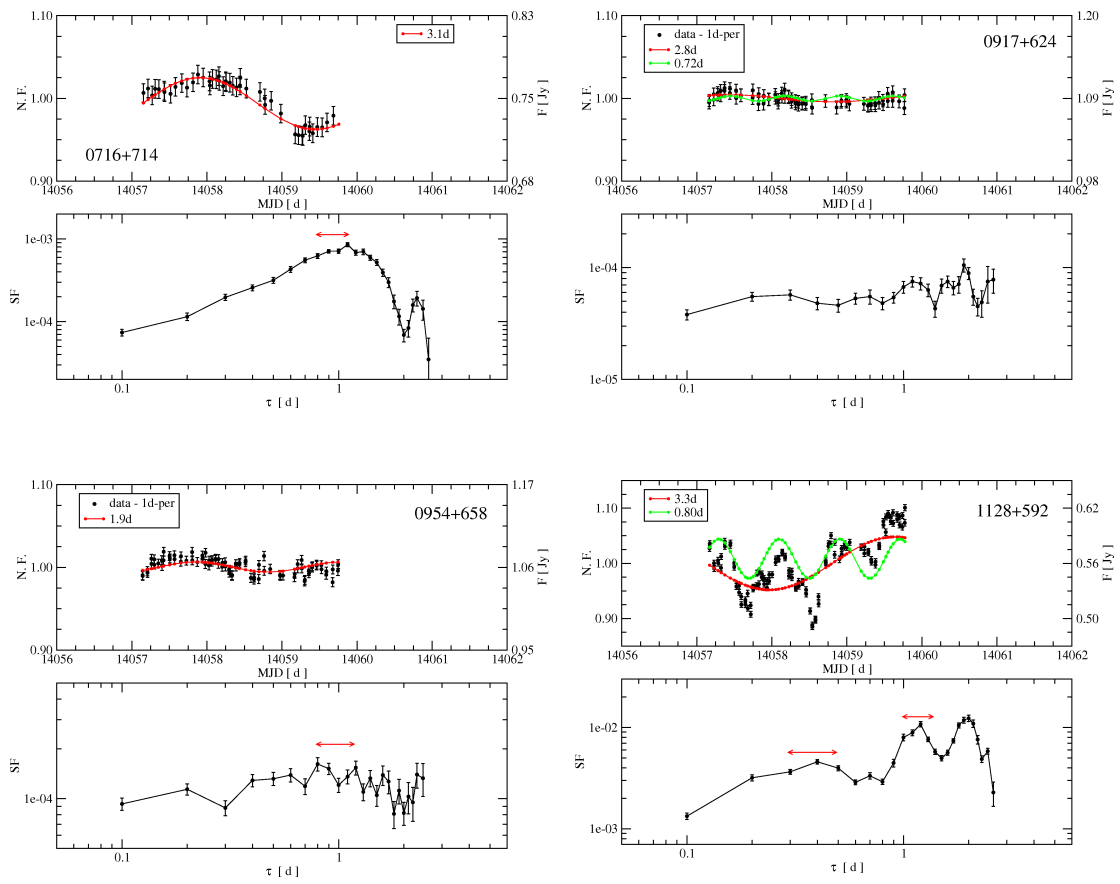 1.10
1.00
0.90
N. F.
0.83
0.75
0.68
F [ Jy ]
3.1d
0716+714
14056 14057 14058 14059 14060 14061 14062
MJD [ d ]
1e-03
1e-04
SF
0.1 1
τ [ d ]
1.10
1.00
0.90
N. F.
1.20
1.09
0.98
F [ Jy ]
data - 1d-per
2.8d
0.72d
0917+624
14056 14057 14058 14059 14060 14061 14062
MJD [ d ]
1e-04
1e-05
SF
0.1 1
τ [ d ]
1.10
1.00
0.90
N. F.
1.17
1.06
0.95
F [ Jy ]
data - 1d-per
1.9d
0954+658
14056 14057 14058 14059 14060 14061 14062
MJD [ d ]
1e-04
SF
0.1 1
τ [ d ]
1.10
1.00
0.90
N. F.
0.62
0.58
0.50
F [ Jy ]
3.3d
0.80d
1128+592
14056 14057 14058 14059 14060 14061 14062
MJD [ d ]
1e-02
1e-03
SF
0.1 1
τ [ d ]